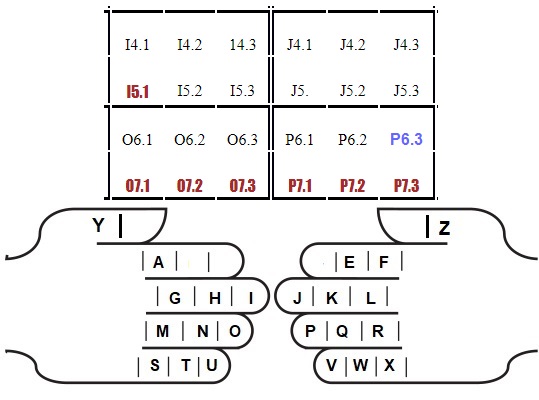 I4.1 I4.2 14.3 J4.1 J4.2 J4.3
I5.1 I5.2 I5.3 J5. J5.2 J5.3
O6.1 O6.2 O6.3 P6.1 P6.2 P6.3
O7.1 O7.2 O7.3 P7.1 P7.2 P7.3
Y Z
A E F
G H I J K L
M N O P Q R
S T U V W X